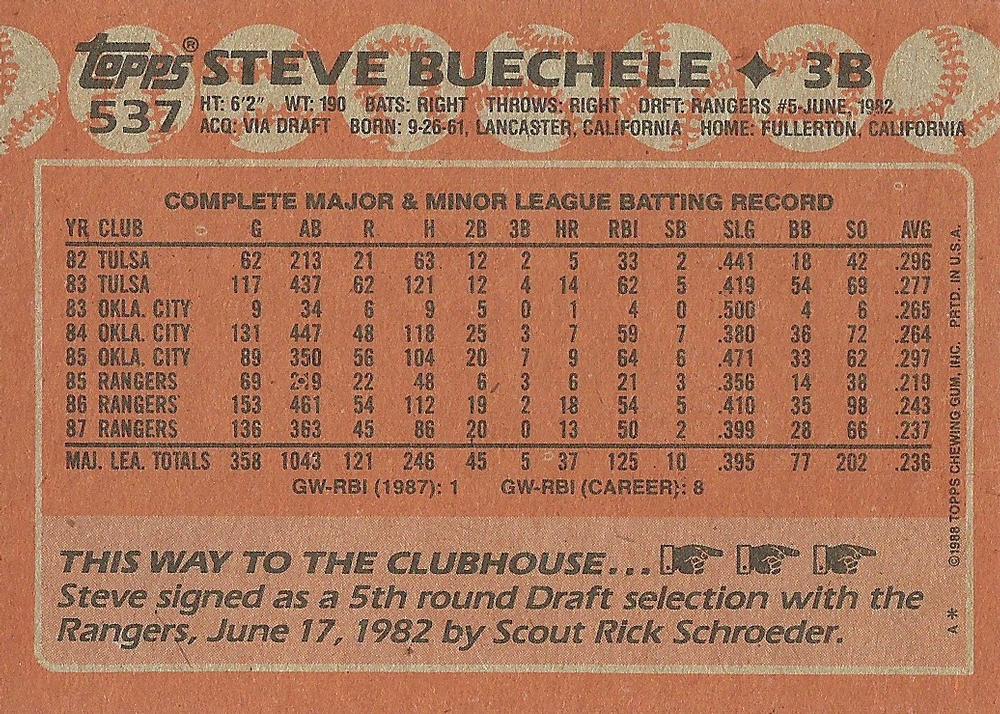 topps® STEVE BUECHELE ✦ 3B
537 HT: 6'2" WT: 190 BATS: RIGHT THROWS: RIGHT DRFT: RANGERS #5-JUNE, 1982
ACQ: VIA DRAFT BORN: 9-26-61, LANCASTER, CALIFORNIA HOME: FULLERTON, CALIFORNIA
COMPLETE MAJOR & MINOR LEAGUE BATTING RECORD
YR CLUB G AB R H 2B 3B HR RBI SB SLG BB SO AVG
82 TULSA 62 213 21 63 12 2 5 33 2 .441 18 42 .296
83 TULSA 117 437 62 121 12 4 14 62 5 .419 54 69 .277
83 OKLA. CITY 9 34 6 9 5 0 1 4 0 .500 4 6 .265
84 OKLA. CITY 131 447 48 118 25 3 7 59 7 .380 36 72 .264
85 OKLA. CITY 89 350 56 104 20 7 9 64 6 .471 33 62 .297
85 RANGERS 69 219 22 48 6 3 6 21 3 .356 14 38 .219
86 RANGERS 153 461 54 112 19 2 18 54 5 .410 35 98 .243
87 RANGERS 136 363 45 86 20 0 13 50 2 .399 28 66 .237
MAJ. LEA. TOTALS 358 1043 121 246 45 5 37 125 10 .395 77 202 .236
GW-RBI (1987): 1 GW-RBI (CAREER): 8
THIS WAY TO THE CLUBHOUSE...
Steve signed as a 5th round Draft selection with the
Rangers, June 17, 1982 by Scout Rick Schroeder.
©1988 TOPPS CHEWING GUM, INC. PRTD. IN U.S.A.
A *